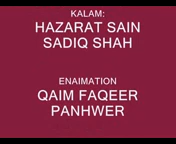 KALAM:
HAZARAT SAIN
SADIQ SHAH
ENAIMATION
QAIM FAQEER
PANHWER